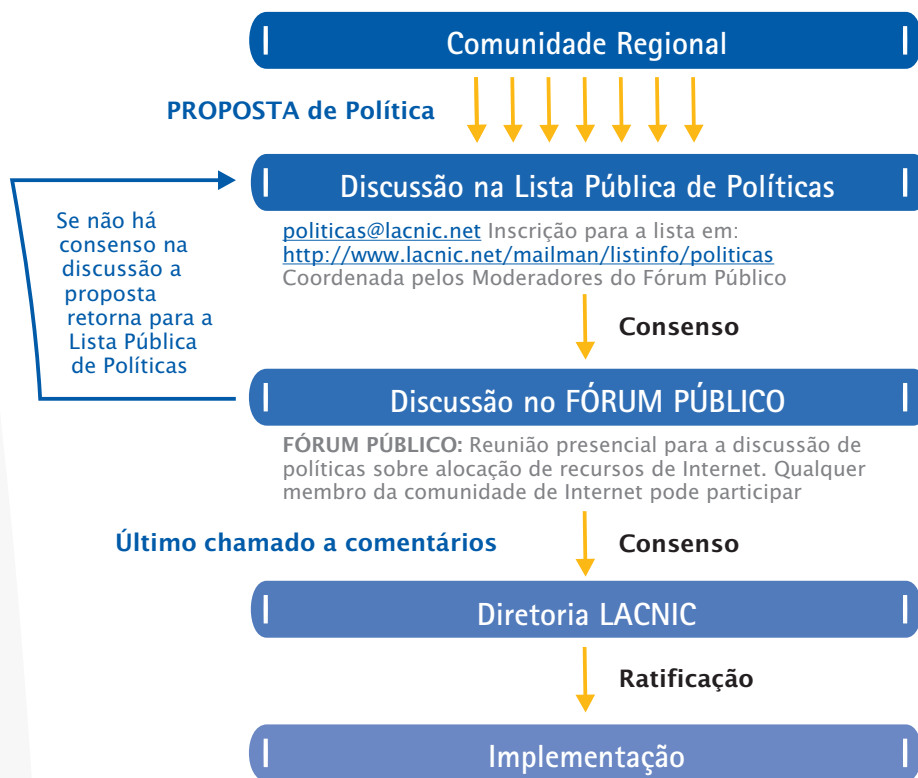 Comunidade Regional
PROPOSTA de Política
Discussão na Lista Pública de Políticas
Se não há
consenso na
discussão a
proposta
retorna para a
Lista Pública
de Políticas
politicas@lacnic.net Inscrição para a lista em:
http://www.lacnic.net/mailman/listinfo/politicas
Coordenada pelos Moderadores do Fórum Público
Consenso
Discussão no FÓRUM PÚBLICO
FÓRUM PÚBLICO: Reunião presencial para a discussão de
políticas sobre alocação de recursos de Internet. Qualquer
membro da comunidade de Internet pode participar
Último chamado a comentários
Consenso
Diretoria LACNIC
Ratificação
Implementação